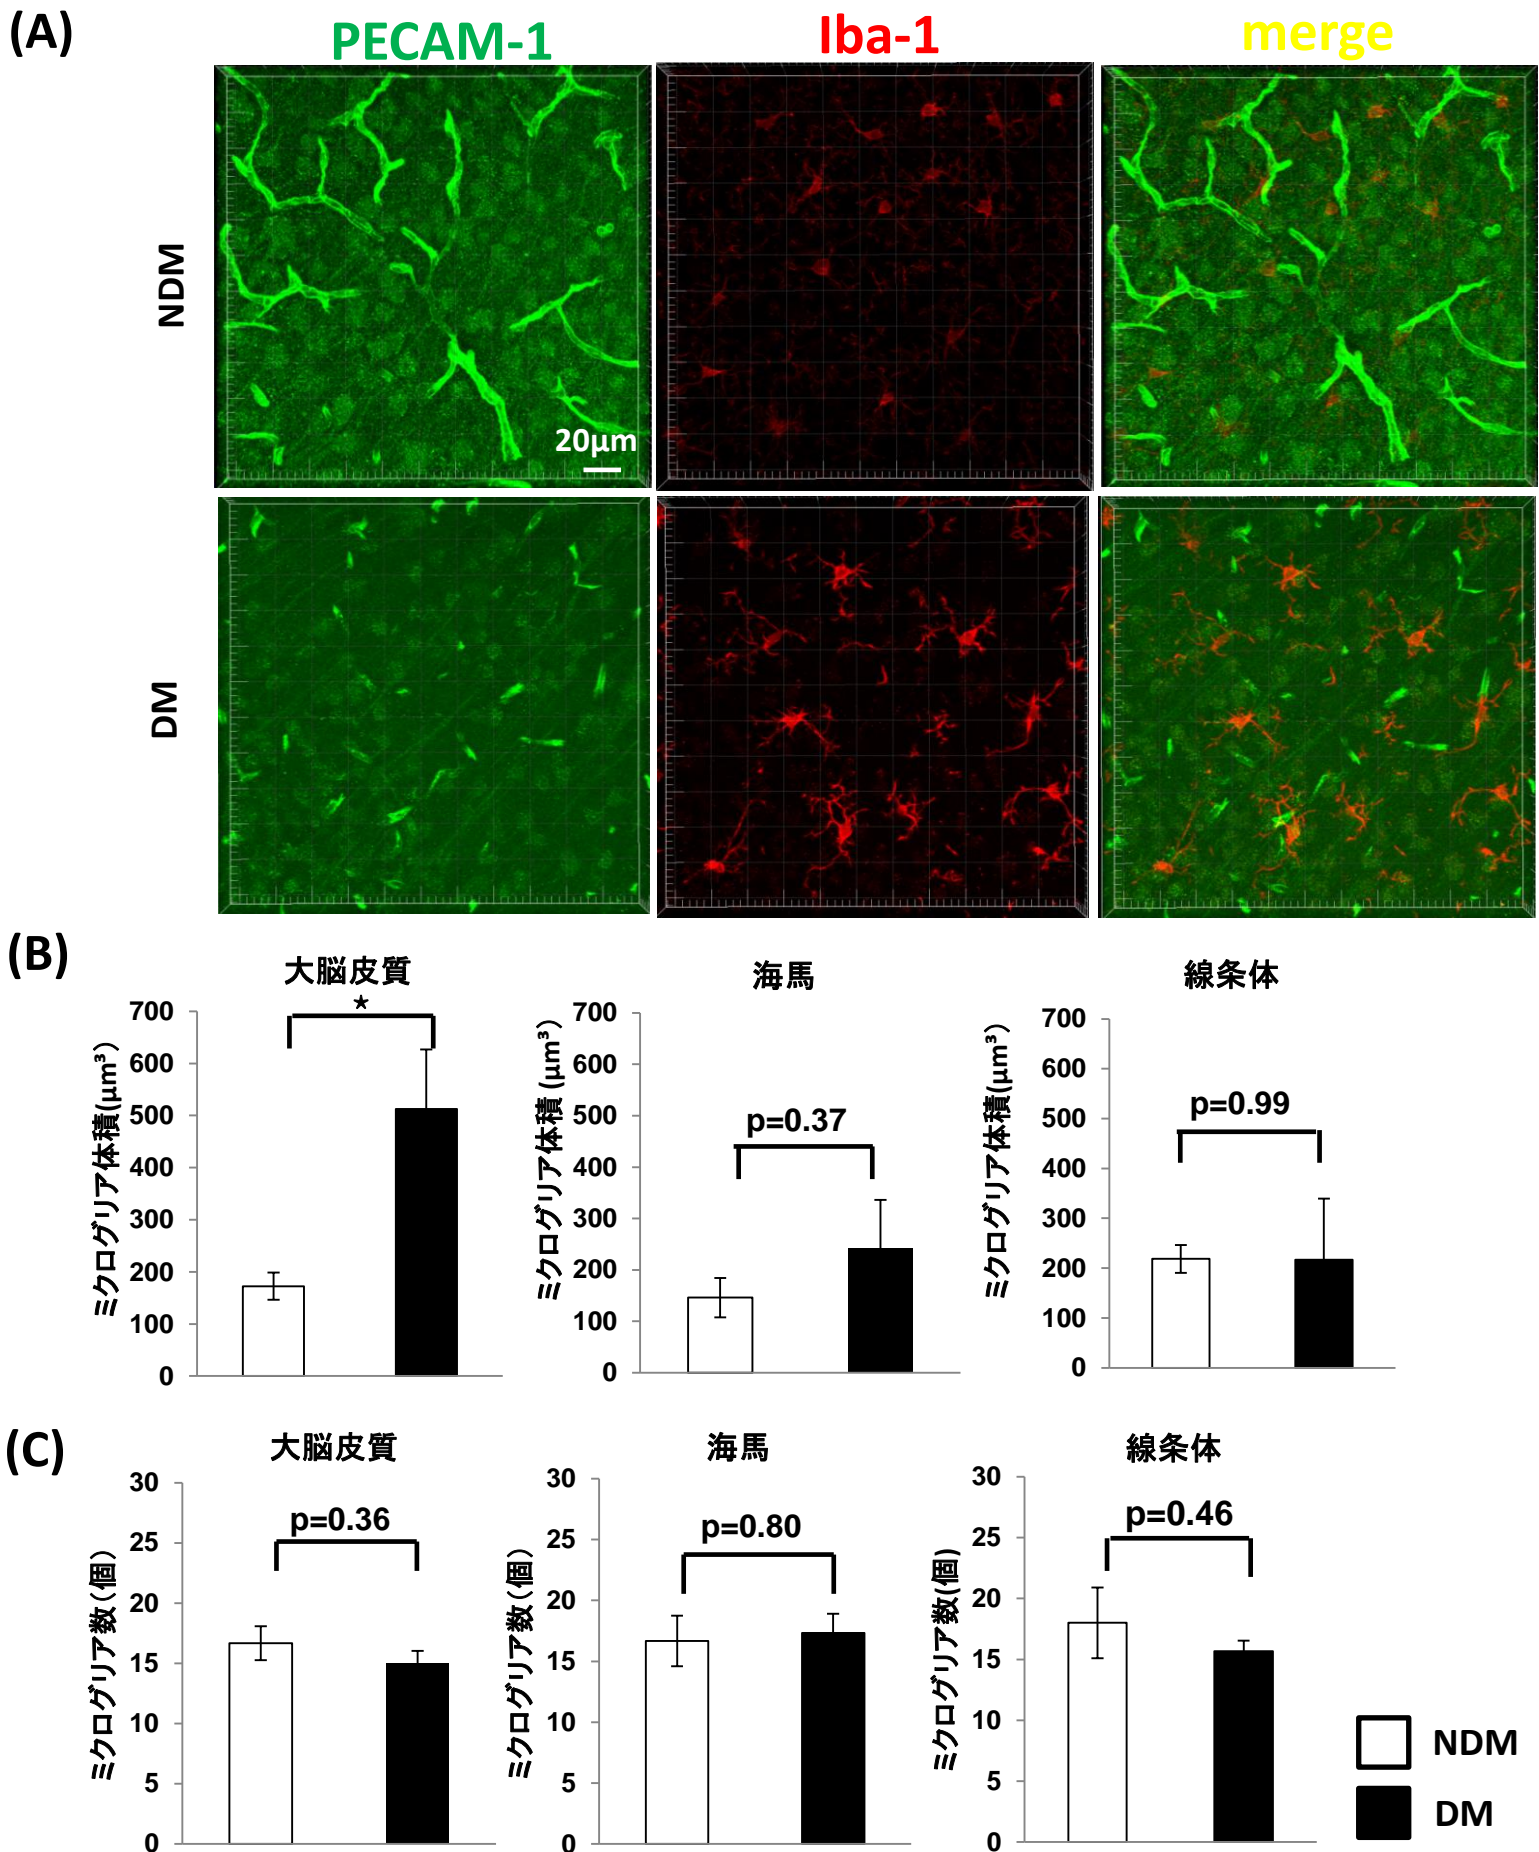 (A)
PECAM-1 Iba-1 merge
NDM
20μm
DM
(B)
大脳皮質
★
700
600
500
400
300
200
100
0
ミクログリア体積(μm³)
海馬
p=0.37
700
600
500
400
300
200
100
0
ミクログリア体積(μm³)
線条体
p=0.99
700
600
500
400
300
200
100
0
ミクログリア体積(μm³)
(C)
大脳皮質
p=0.36
30
25
20
15
10
5
0
ミクログリア数(個)
海馬
p=0.80
30
25
20
15
10
5
0
ミクログリア数(個)
線条体
p=0.46
30
25
20
15
10
5
0
ミクログリア数(個)
NDM
DM